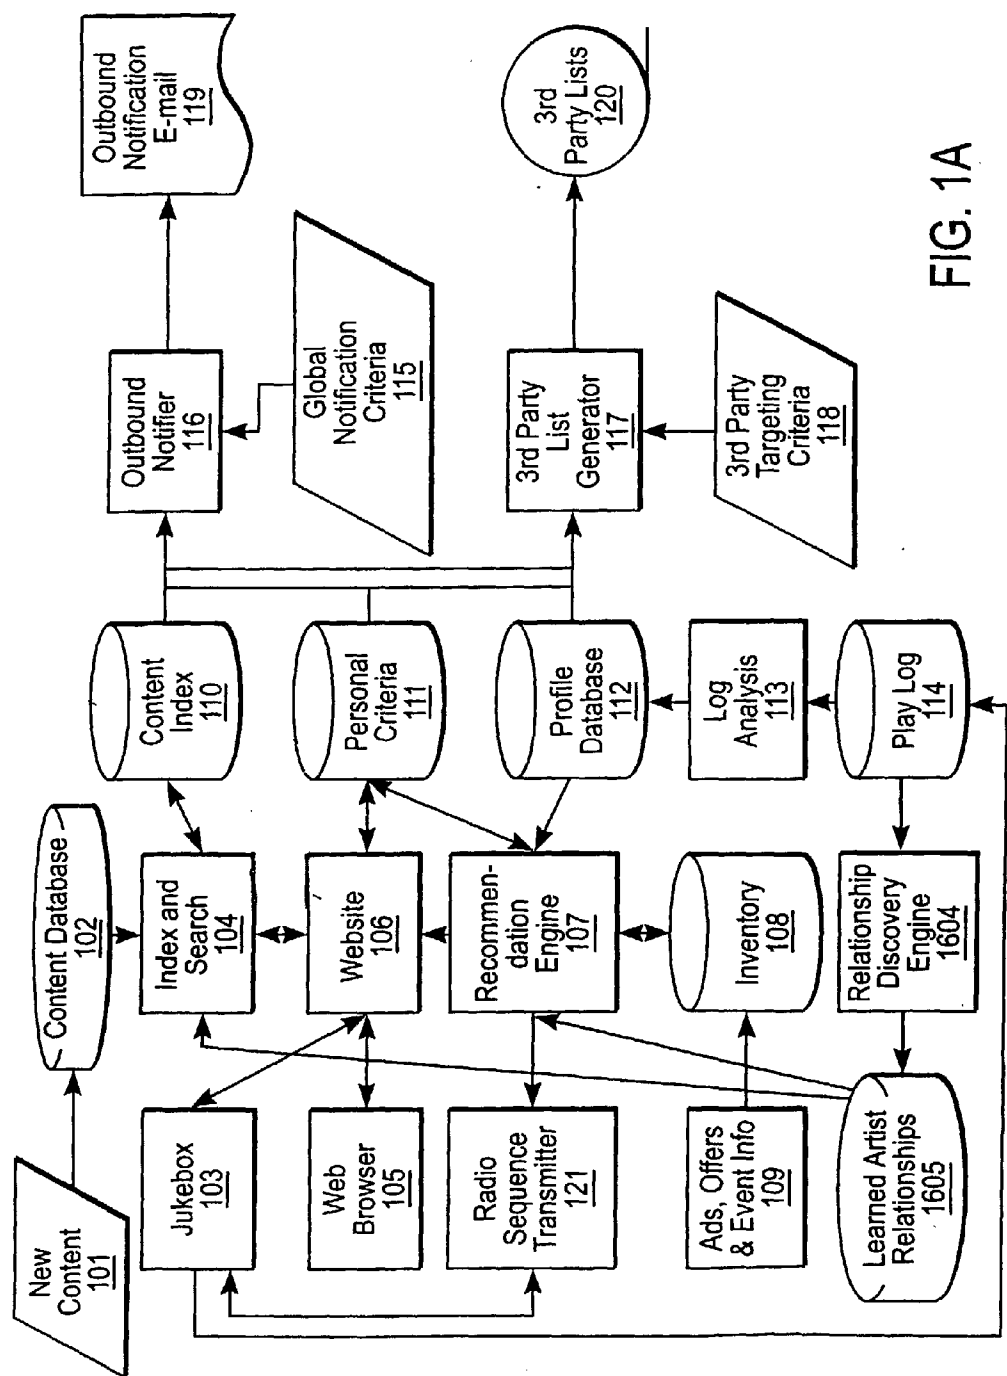 New
Content
101
Content Database
102
Jukebox
103
Index and
Search
104
Content
Index
110
Outbound
Notifier
116
Outbound
Notification
E-mail
119
Web
Browser
105
Website
106
Personal
Criteria
111
Global
Notification
Criteria
115
Radio
Sequence
Transmitter
121
Recommen-
dation
Engine
107
Profile
Database
112
3rd Party
List
Generator
117
3rd
Party Lists
120
Ads, Offers
& Event Info
109
Inventory
108
Log
Analysis
113
3rd Party
Targeting
Criteria
118
Learned Artist
Relationships
1605
Relationship
Discovery
Engine
1604
Play Log
114
FIG. 1A